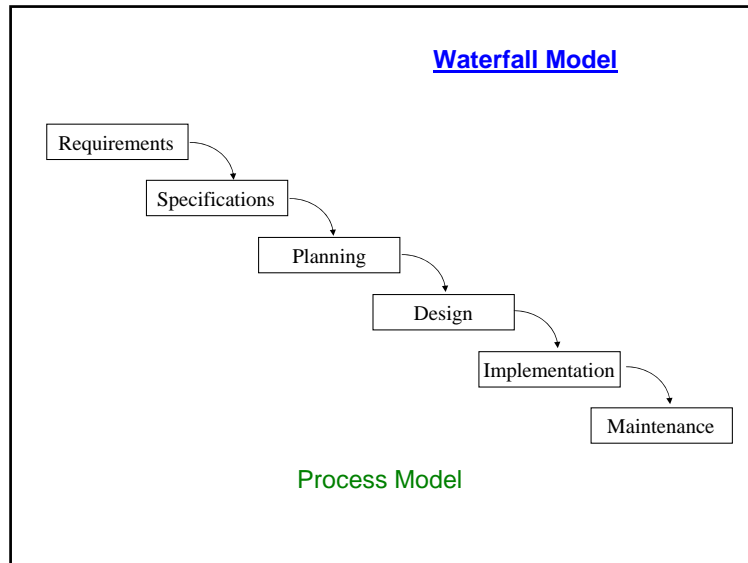 Waterfall Model
Requirements
Specifications
Planning
Design
Implementation
Maintenance
Process Model